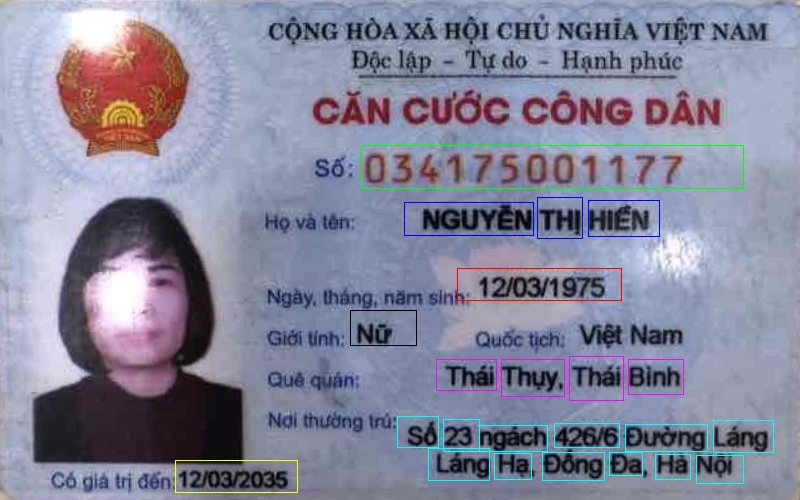 CỘNG HÒA XÃ HỘI CHỦ NGHĨA VIỆT NAM
Độc lập - Tự do - Hạnh phúc
CĂN CƯỚC CÔNG DÂN
Số: 034175001177
Họ và tên: NGUYỄN THỊ HIỀN
Ngày, tháng, năm sinh: 12/03/1975
Giới tính: Nữ Quốc tịch: Việt Nam
Quê quán: Thái Thụy, Thái Bình
Nơi thường trú: Số 23 ngách 426/6 Đường Láng
Láng Hạ, Đống Đa, Hà Nội
Có giá trị đến: 12/03/2035